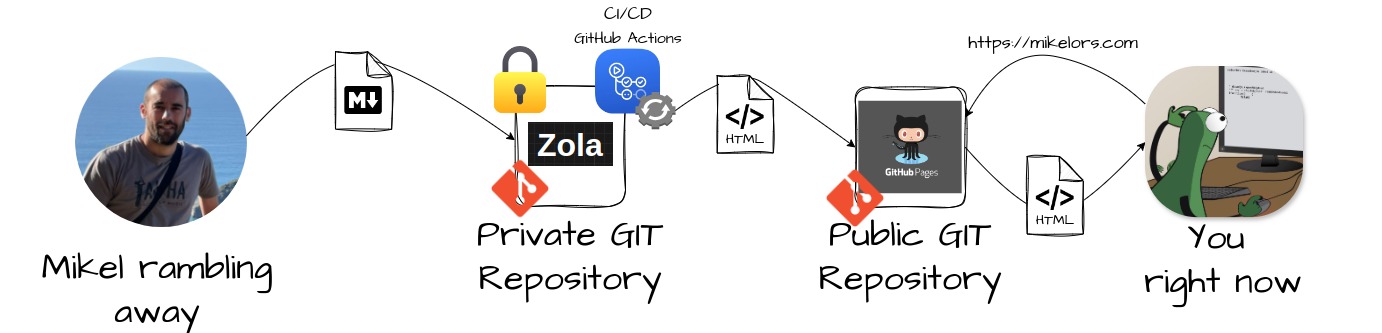 CI/CD
GitHub Actions
https://mikelors.com
M
Zola
</>
HTML
GitHub Pages
</>
HTML
Mikel rambling
away
Private GIT
Repository
Public GIT
Repository
You
right now